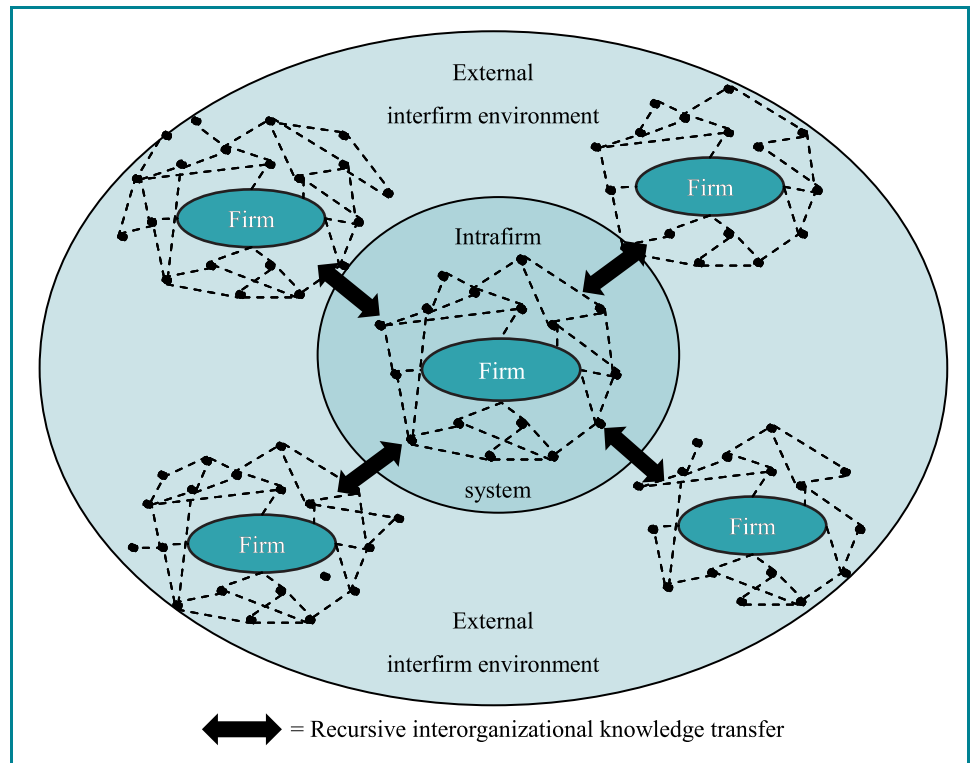 External
interfirm environment
Firm
Firm
Intrafirm
Firm
system
Firm
Firm
External
interfirm environment
= Recursive interorganizational knowledge transfer